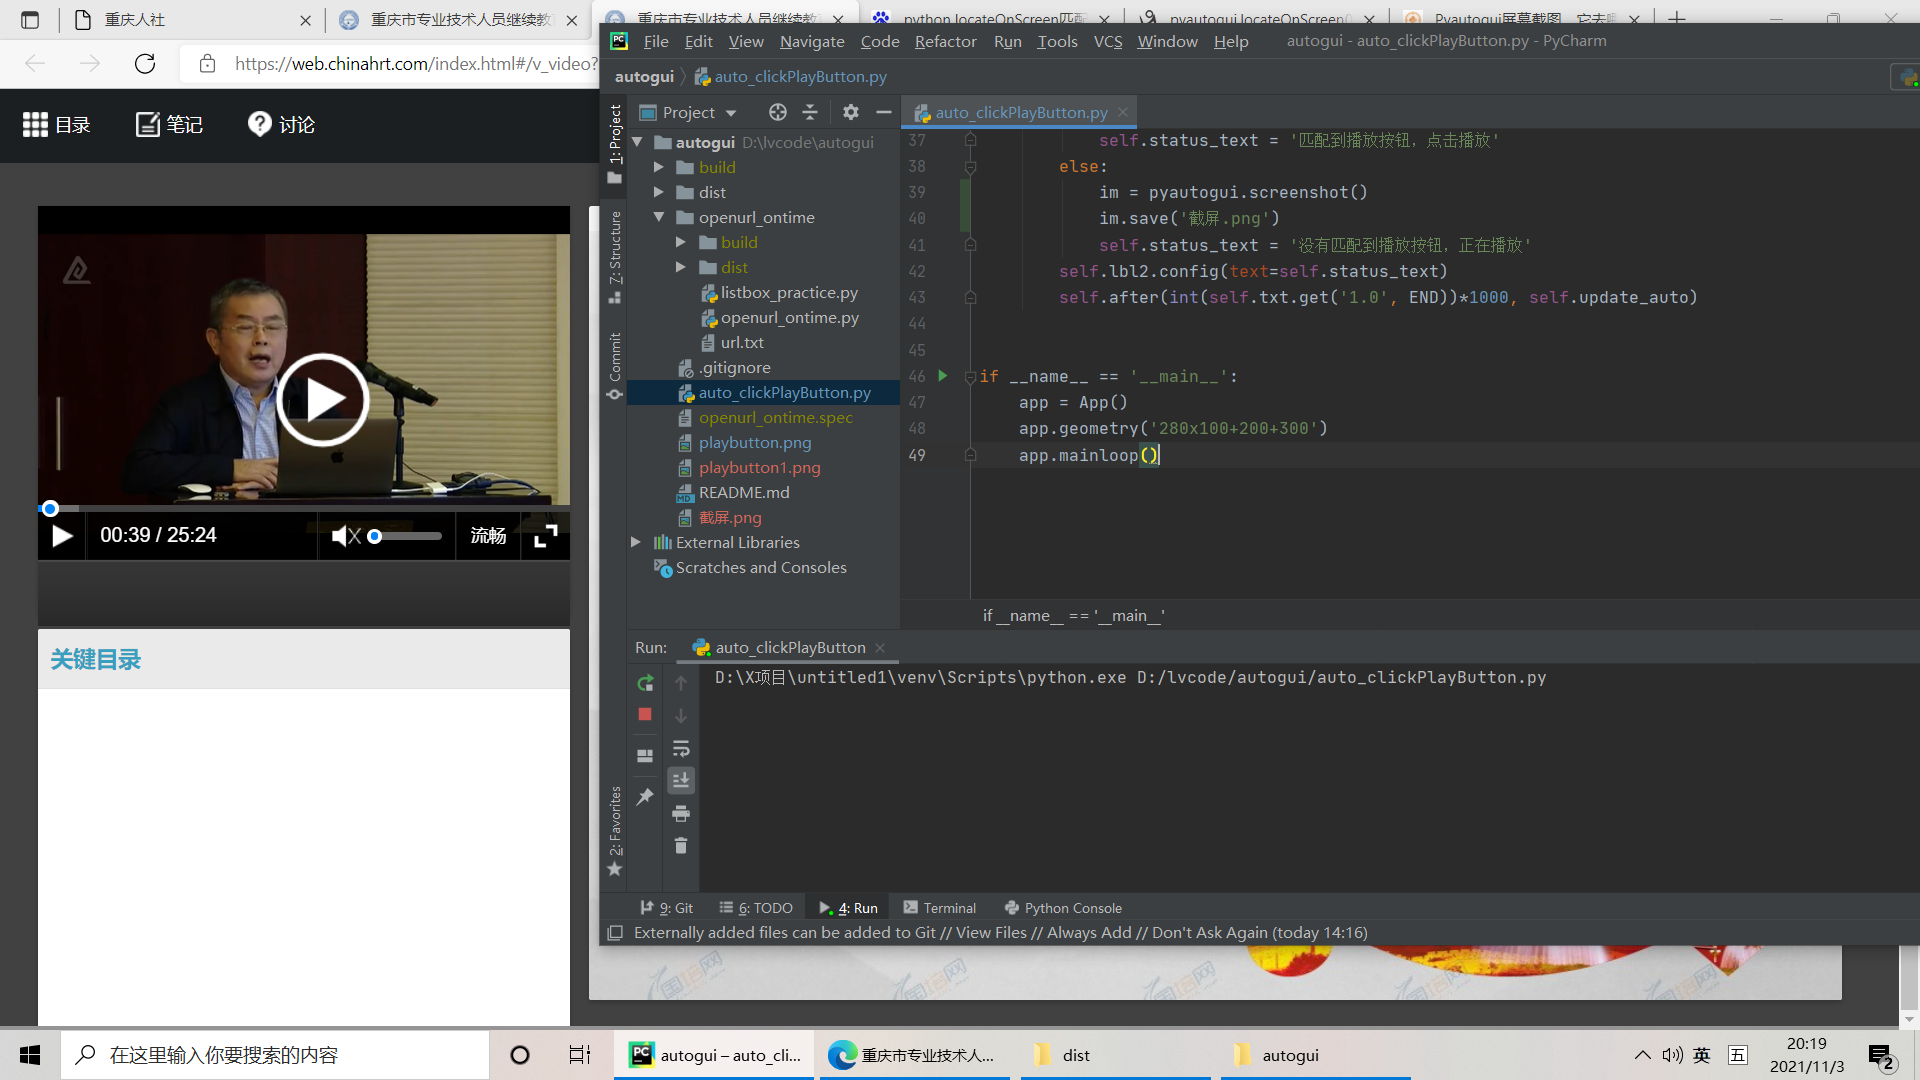 重庆人社
重庆市专业技术人员继续教
重庆市专业技术人员继续教
python locateOnScreen匹配
pyautogui.locateOnScreen(
Pyautogui屏幕截图
https://web.chinahrt.com/index.html#/v_video?
目录
笔记
讨论
00:39 / 25:24
流畅
关键目录
File Edit View Navigate Code Refactor Run Tools VCS Window Help
autogui - auto_clickPlayButton.py - PyCharm
autogui
auto_clickPlayButton.py
Project
auto_clickPlayButton.py
1: Project
7: Structure
Commit
2: Favorites
autogui D:\lvcode\autogui
build
dist
openurl_ontime
build
dist
listbox_practice.py
openurl_ontime.py
url.txt
.gitignore
auto_clickPlayButton.py
openurl_ontime.spec
playbutton.png
playbutton1.png
README.md
截屏.png
External Libraries
Scratches and Consoles
37 self.status_text = '匹配到播放按钮，点击播放'
38 else:
39 im = pyautogui.screenshot()
40 im.save('截屏.png')
41 self.status_text = '没有匹配到播放按钮，正在播放'
42 self.lbl2.config(text=self.status_text)
43 self.after(int(self.txt.get('1.0', END))*1000, self.update_auto)
44
45
46 if __name__ == '__main__':
47 app = App()
48 app.geometry('280x100+200+300')
49 app.mainloop()
if __name__ == '__main__'
Run:
auto_clickPlayButton
D:\X项目\untitled1\venv\Scripts\python.exe D:/lvcode/autogui/auto_clickPlayButton.py
9: Git
6: TODO
4: Run
Terminal
Python Console
Externally added files can be added to Git // View Files // Always Add // Don't Ask Again (today 14:16)
在这里输入你要搜索的内容
autogui – auto_cli...
重庆市专业技术人...
dist
autogui
英
五
20:19
2021/11/3
2